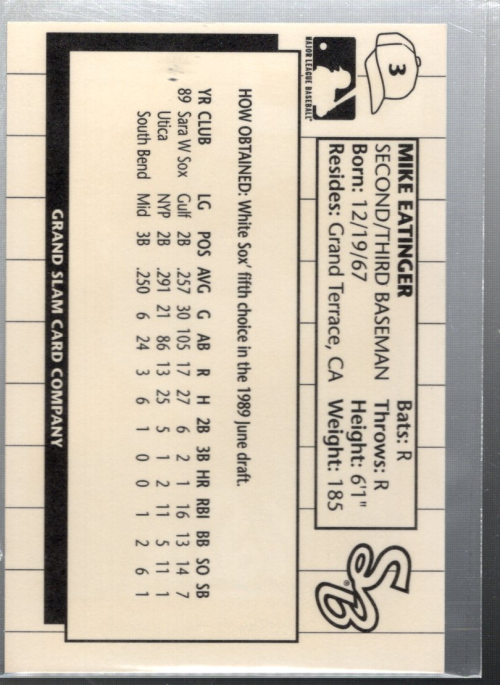 3
MAJOR LEAGUE BASEBALL
MIKE EATINGER
SECOND/THIRD BASEMAN
Born: 12/19/67
Resides: Grand Terrace, CA
Bats: R
Throws: R
Height: 6'1"
Weight: 185
SB®
HOW OBTAINED: White Sox' fifth choice in the 1989 June draft.
YR CLUB LG POS AVG G AB R H 2B 3B HR RBI BB SO SB
89 Sara W Sox Gulf 2B .257 30 105 17 27 6 2 1 16 13 14 7
Utica NYP 2B .291 21 86 13 25 5 1 2 11 5 11 1
South Bend Mid 3B .250 6 24 3 6 1 0 0 1 2 6 1
GRAND SLAM CARD COMPANY